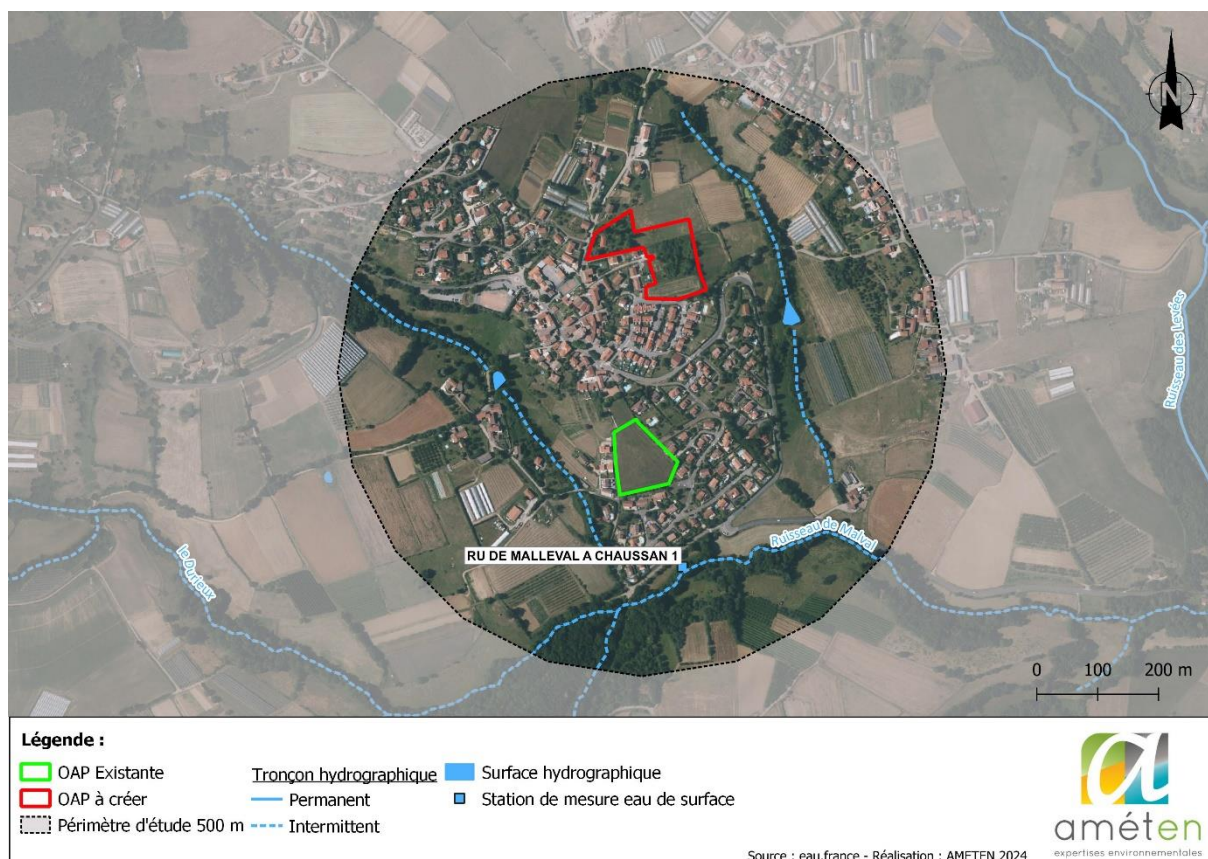 N
Ruisseau des Levées
le Durieux
RU DE MALLEVAL A CHAUSSAN 1
Ruisseau de Malval
0 100 200 m
Légende :
OAP Existante
OAP à créer
Périmètre d'étude 500 m
Tronçon hydrographique
Permanent
Intermittent
Surface hydrographique
Station de mesure eau de surface
améten
expertises environnementales
Source : eau.france - Réalisation : AMETEN 2024